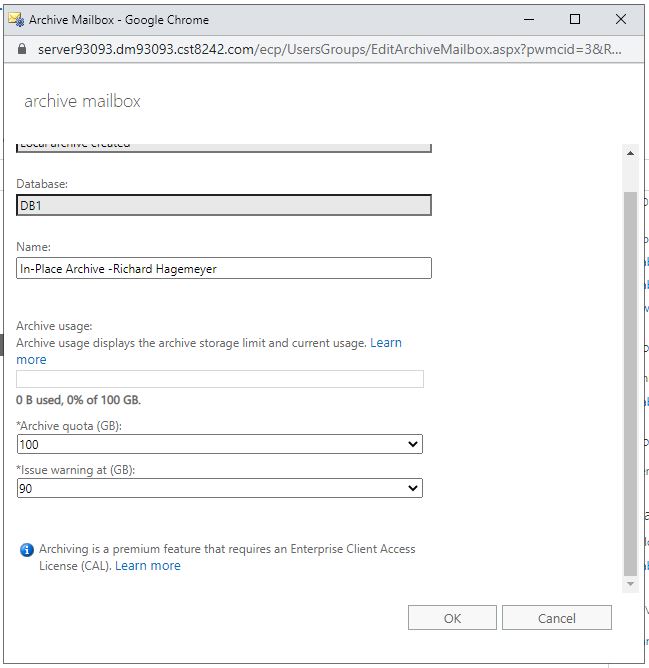 Archive Mailbox - Google Chrome
server93093.dm93093.cst8242.com/ecp/UsersGroups/EditArchiveMailbox.aspx?pwmcid=3&R...
archive mailbox
Local archive created
Database:
DB1
Name:
In-Place Archive -Richard Hagemeyer
Archive usage:
Archive usage displays the archive storage limit and current usage. Learn
more
0 B used, 0% of 100 GB.
*Archive quota (GB):
100
*Issue warning at (GB):
90
Archiving is a premium feature that requires an Enterprise Client Access
License (CAL). Learn more
OK Cancel